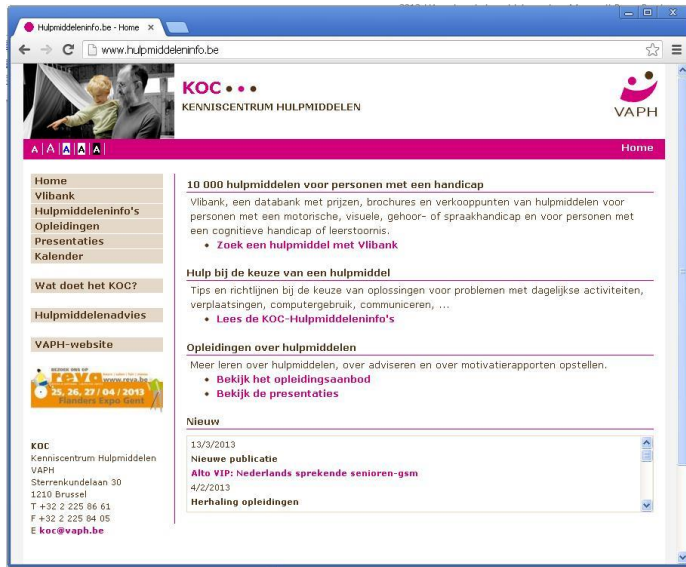 Hulpmiddeleninfo.be - Home
www.hulpmiddeleninfo.be
KOC
KENNISCENTRUM HULPMIDDELEN
VAPH
A A A A A
Home
Home
Vlibank
Hulpmiddeleninfo's
Opleidingen
Presentaties
Kalender
Wat doet het KOC?
Hulpmiddelenadvies
VAPH-website
BEZOEK ONS OP
reva www.reva.be
25, 26, 27 / 04 / 2013
Flanders Expo Gent
KOC
Kenniscentrum Hulpmiddelen
VAPH
Sterrenkundelaan 30
1210 Brussel
T +32 2 225 86 61
F +32 2 225 84 05
E koc@vaph.be
10 000 hulpmiddelen voor personen met een handicap
Vlibank, een databank met prijzen, brochures en verkooppunten van hulpmiddelen voor
personen met een motorische, visuele, gehoor- of spraakhandicap en voor personen met
een cognitieve handicap of leerstoornis.
• Zoek een hulpmiddel met Vlibank
Hulp bij de keuze van een hulpmiddel
Tips en richtlijnen bij de keuze van oplossingen voor problemen met dagelijkse activiteiten,
verplaatsingen, computergebruik, communiceren, ...
• Lees de KOC-Hulpmiddeleninfo's
Opleidingen over hulpmiddelen
Meer leren over hulpmiddelen, over adviseren en over motivatierapporten opstellen.
• Bekijk het opleidingsaanbod
• Bekijk de presentaties
Nieuw
13/3/2013
Nieuwe publicatie
Alto VIP: Nederlands sprekende senioren-gsm
4/2/2013
Herhaling opleidingen